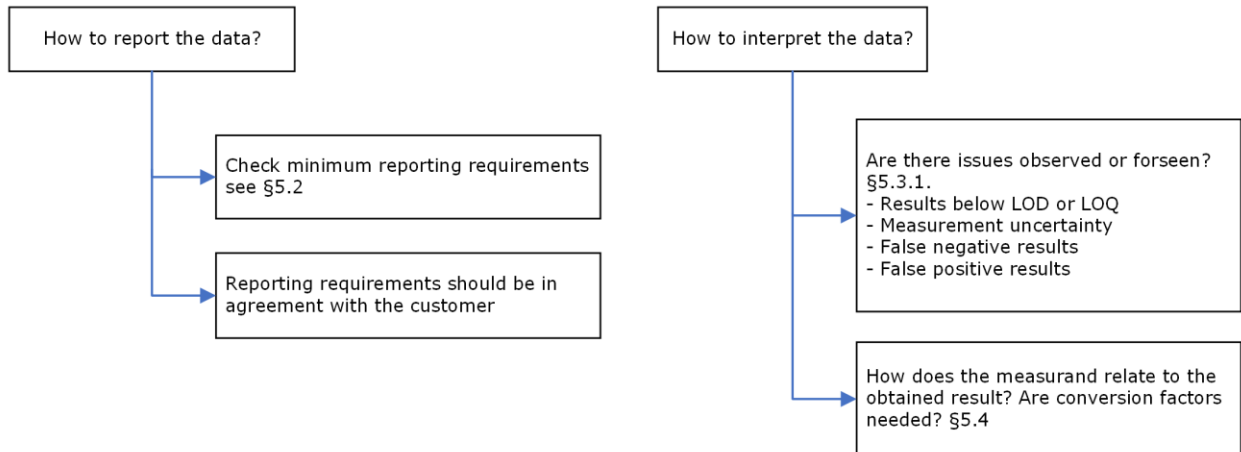 How to report the data?
Check minimum reporting requirements
see §5.2
Reporting requirements should be in
agreement with the customer
How to interpret the data?
Are there issues observed or forseen?
§5.3.1.
- Results below LOD or LOQ
- Measurement uncertainty
- False negative results
- False positive results
How does the measurand relate to the
obtained result? Are conversion factors
needed? §5.4